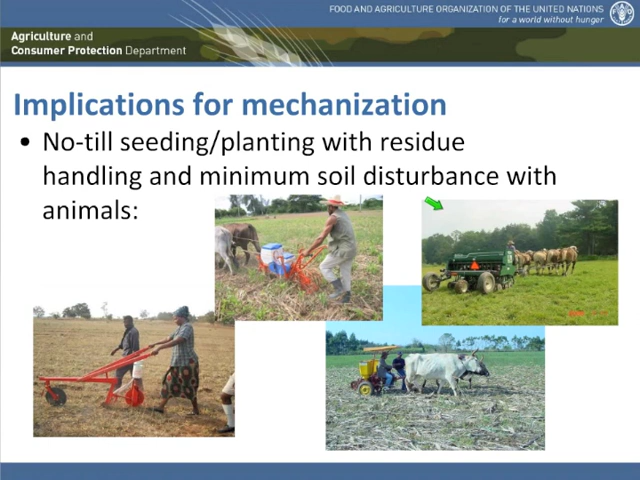 FOOD AND AGRICULTURE ORGANIZATION OF THE UNITED NATIONS
for a world without hunger
Agriculture and
Consumer Protection Department
Implications for mechanization
• No-till seeding/planting with residue
handling and minimum soil disturbance with
animals: